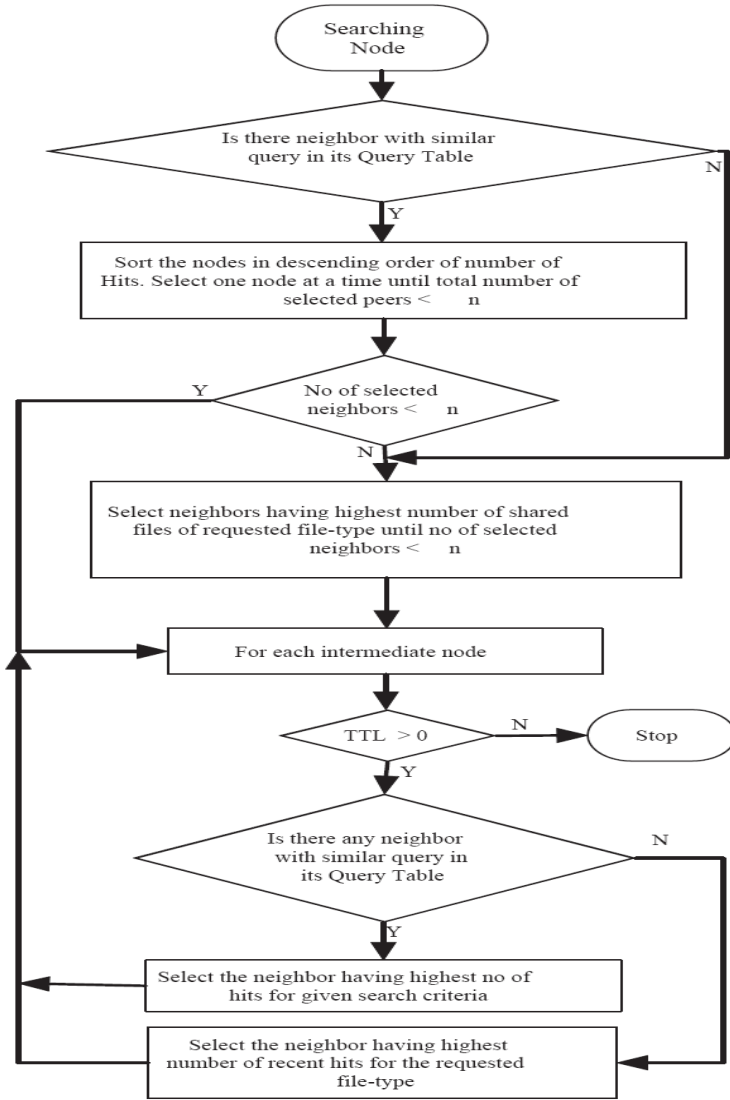 Searching
Node
Is there neighbor with similar
query in its Query Table
N
Y
Sort the nodes in descending order of number of
Hits. Select one node at a time until total number of
selected peers < n
Y
No of selected
neighbors < n
N
Select neighbors having highest number of shared
files of requested file-type until no of selected
neighbors < n
For each intermediate node
TTL > 0
N
Stop
Y
Is there any neighbor
with similar query in
its Query Table
N
Y
Select the neighbor having highest no of
hits for given search criteria
Select the neighbor having highest
number of recent hits for the requested
file-type